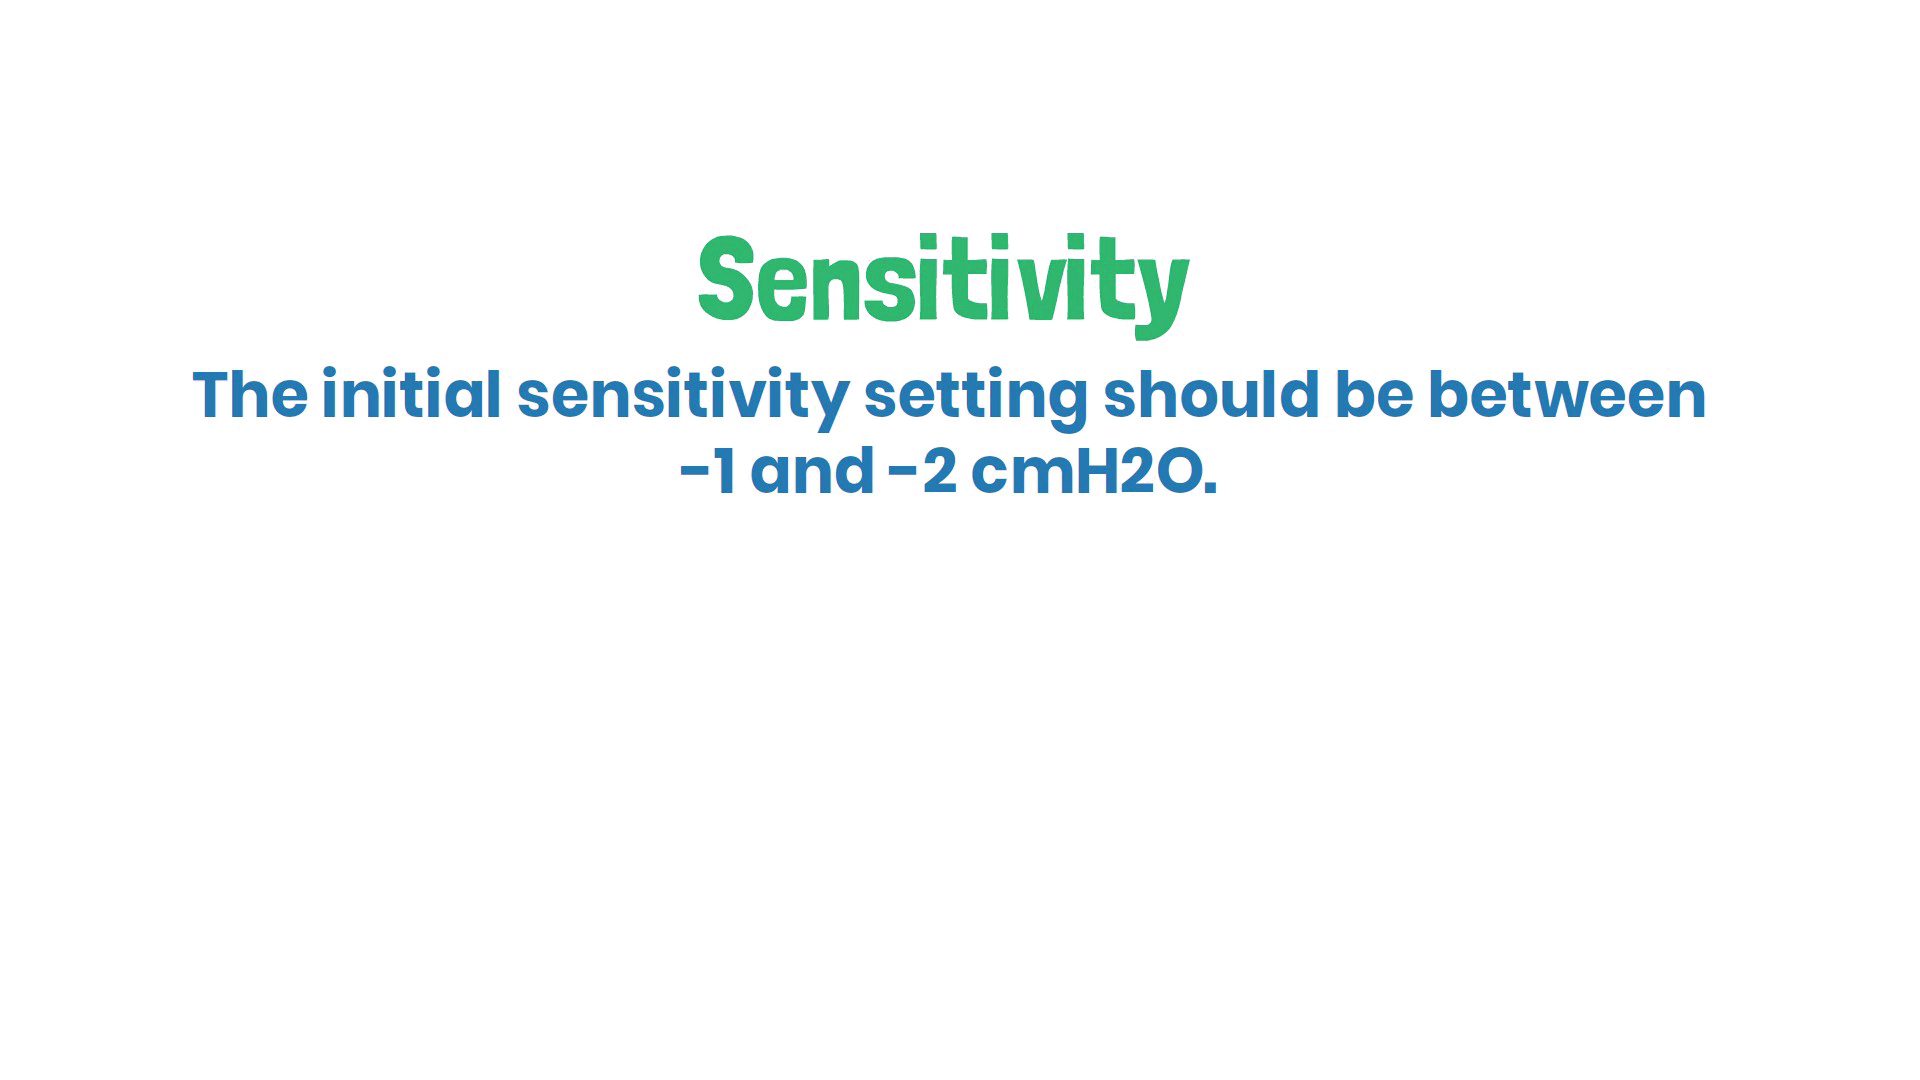 Sensitivity
The initial sensitivity setting should be between
-1 and -2 cmH2O.